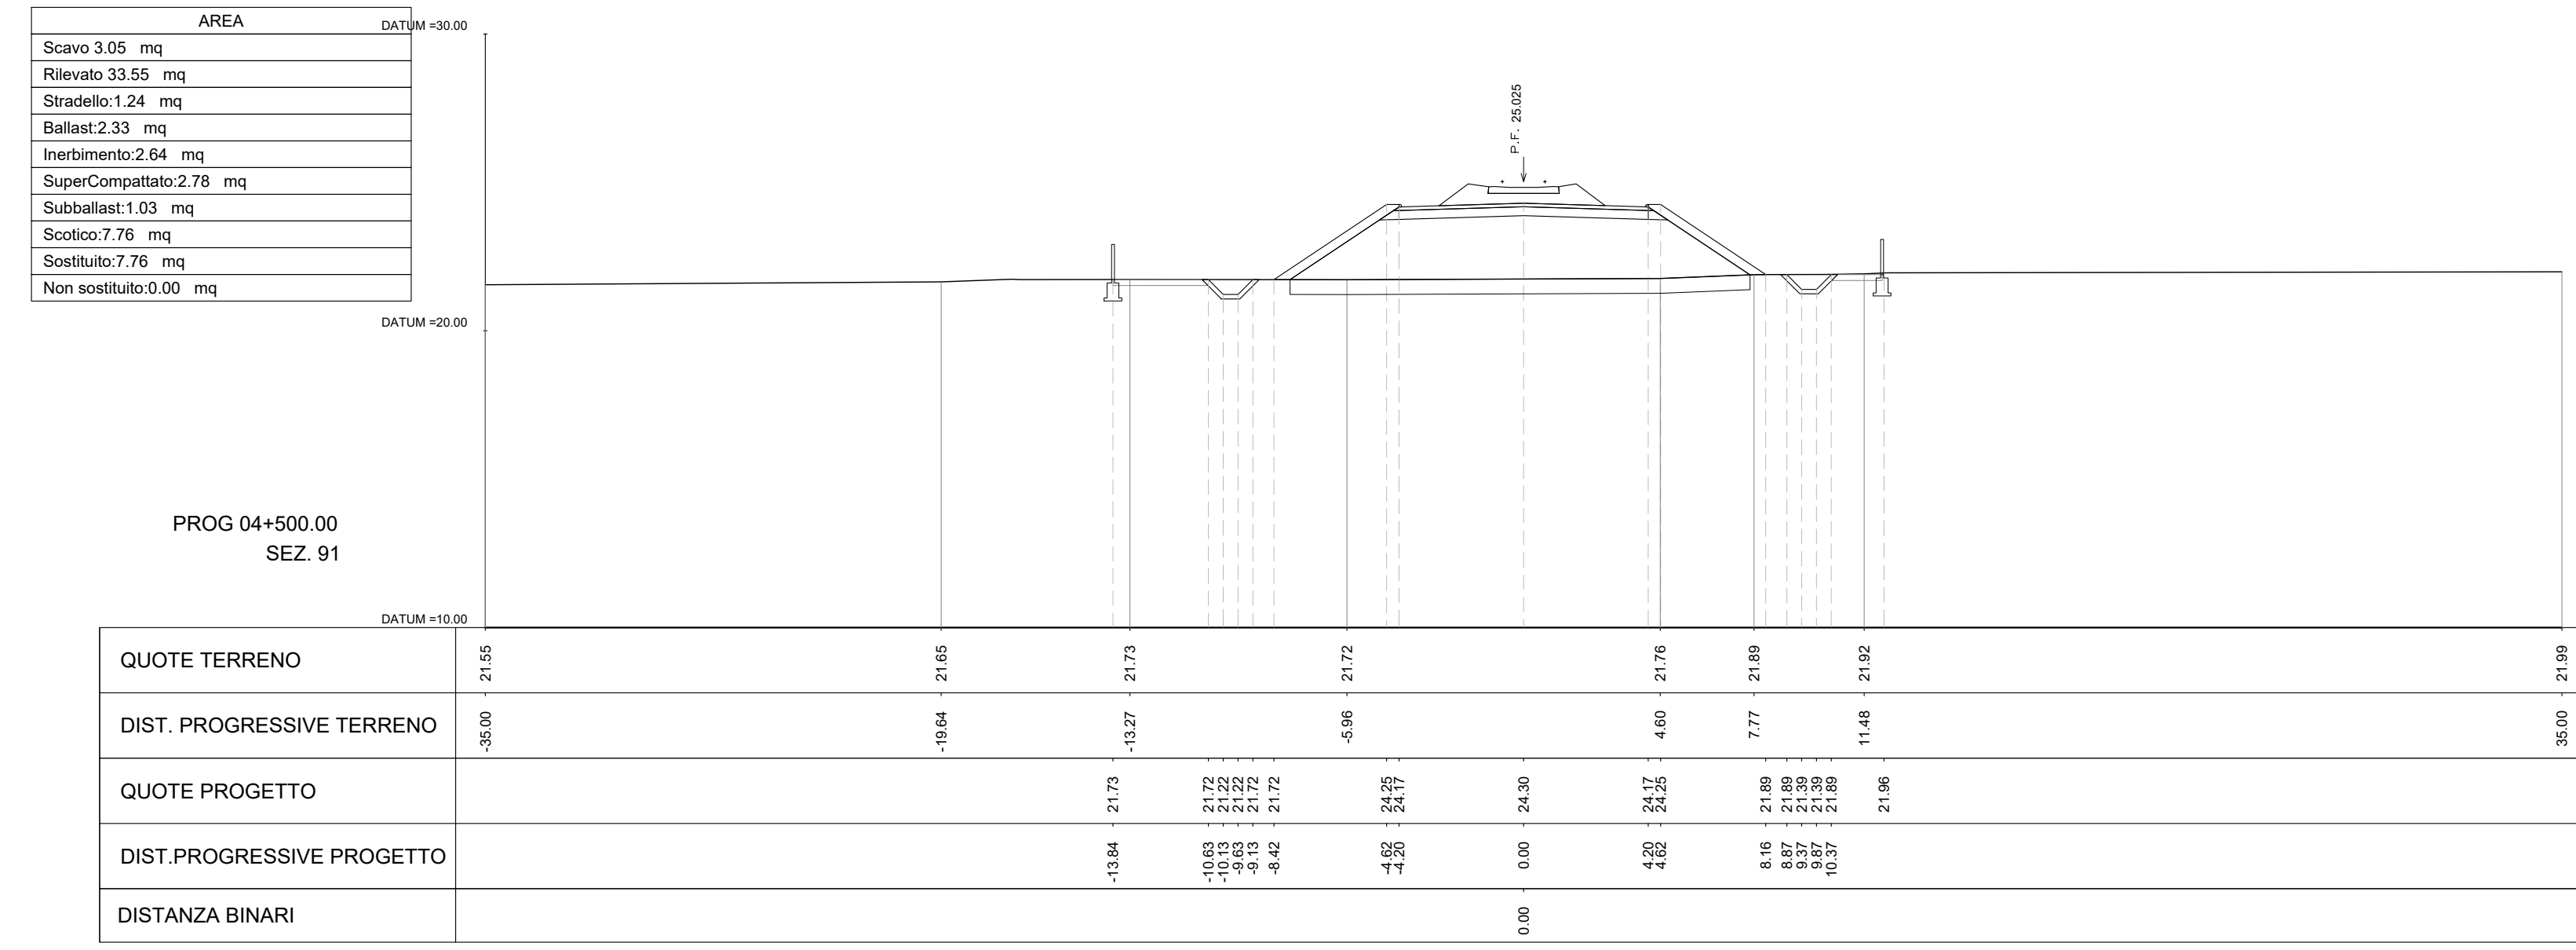 AREA
Scavo 3.05 mq
Rilevato 33.55 mq
Stradello:1.24 mq
Ballast:2.33 mq
Inerbimento:2.64 mq
SuperCompattato:2.78 mq
Subballast:1.03 mq
Scotico:7.76 mq
Sostituito:7.76 mq
Non sostituito:0.00 mq
DATUM =30.00
P.F. 25.025
DATUM =20.00
PROG 04+500.00
SEZ. 91
DATUM =10.00
QUOTE TERRENO 21.55 21.65 21.73 21.72 21.76 21.89 21.92 21.99
DIST. PROGRESSIVE TERRENO -35.00 -19.64 -13.27 -5.96 4.60 7.77 11.48 35.00
QUOTE PROGETTO 21.73 21.72 21.22 21.22 21.72 21.72 24.25 24.17 24.30 24.17 24.25 21.89 21.89 21.39 21.39 21.89 21.96
DIST.PROGRESSIVE PROGETTO -13.84 -10.63 -10.13 -9.63 -9.13 -8.42 -4.62 -4.20 0.00 4.20 4.62 8.16 8.87 9.37 9.87 10.37
DISTANZA BINARI 0.00